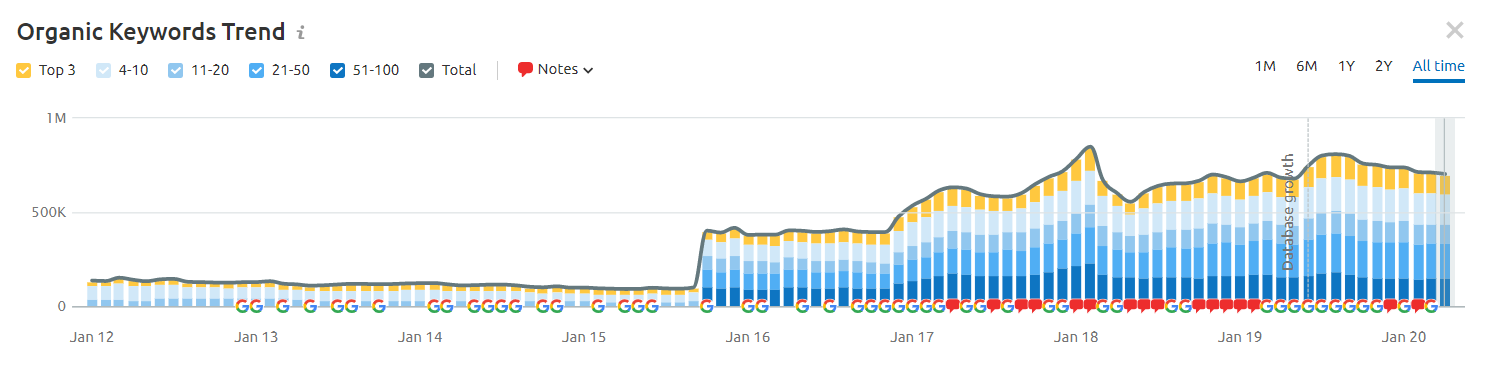 Organic Keywords Trend i
Top 3 4-10 11-20 21-50 51-100 Total Notes 1M 6M 1Y 2Y All time
1M
500K
0
Database growth
Jan 12 Jan 13 Jan 14 Jan 15 Jan 16 Jan 17 Jan 18 Jan 19 Jan 20